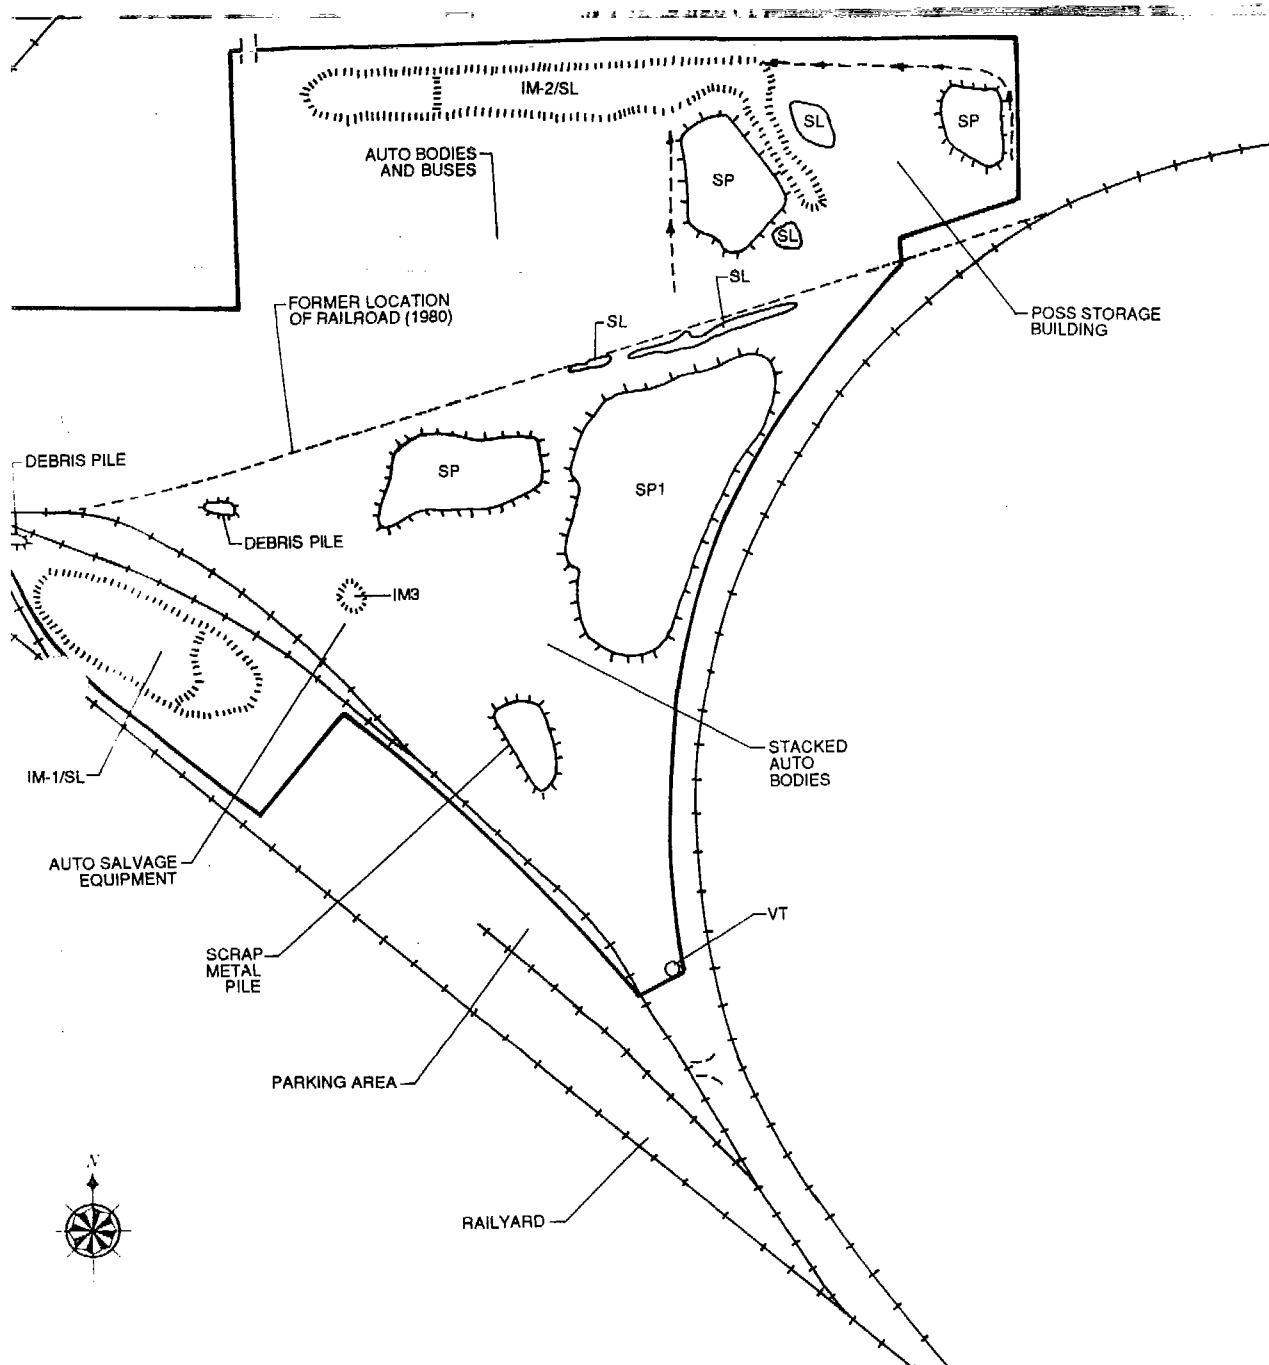 IM-2/SL
SL
SP
AUTO BODIES
AND BUSES
SP
SL
SL
FORMER LOCATION
OF RAILROAD (1980)
SL
POSS STORAGE
BUILDING
DEBRIS PILE
SP
SP1
DEBRIS PILE
IM3
STACKED
AUTO
BODIES
IM-1/SL
AUTO SALVAGE
EQUIPMENT
VT
SCRAP
METAL
PILE
PARKING AREA
N
RAILYARD